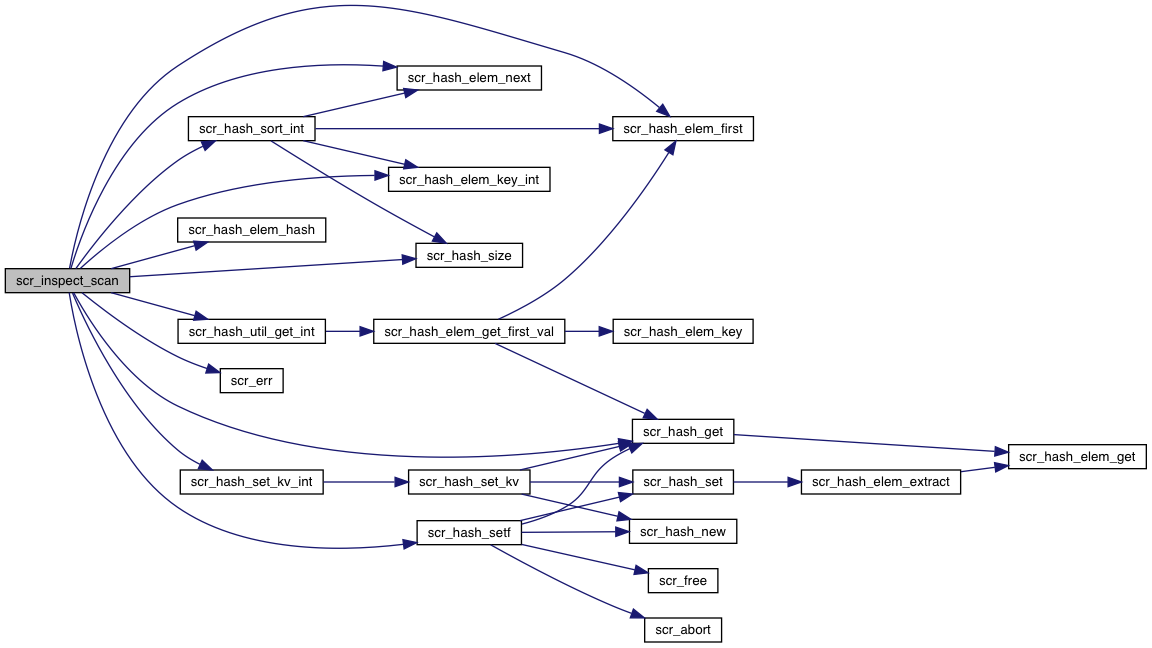 scr_hash_elem_next
scr_hash_sort_int
scr_hash_elem_first
scr_hash_elem_key_int
scr_hash_elem_hash
scr_hash_size
scr_inspect_scan
scr_hash_util_get_int
scr_hash_elem_get_first_val
scr_hash_elem_key
scr_err
scr_hash_get
scr_hash_elem_get
scr_hash_set_kv_int
scr_hash_set_kv
scr_hash_set
scr_hash_elem_extract
scr_hash_setf
scr_hash_new
scr_free
scr_abort